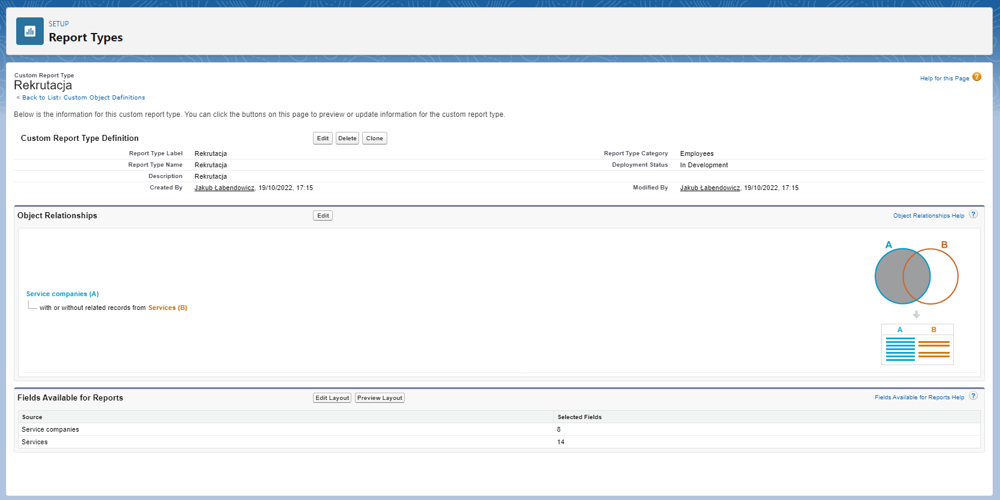 SETUP
Report Types
Custom Report Type
Rekrutacja
Help for this Page ?
« Back to List: Custom Object Definitions
Below is the information for this custom report type. You can click the buttons on this page to preview or update information for the custom report type.
Custom Report Type Definition Edit Delete Clone
Report Type Label Rekrutacja Report Type Category Employees
Report Type Name Rekrutacja Deployment Status In Development
Description Rekrutacja
Created By Jakub Łabendowicz, 19/10/2022, 17:15 Modified By Jakub Łabendowicz, 19/10/2022, 17:15
Object Relationships Edit Object Relationships Help ?
A B
Service companies (A)
with or without related records from Services (B)
A B
Fields Available for Reports Edit Layout Preview Layout Fields Available for Reports Help ?
Source Selected Fields
Service companies 8
Services 14